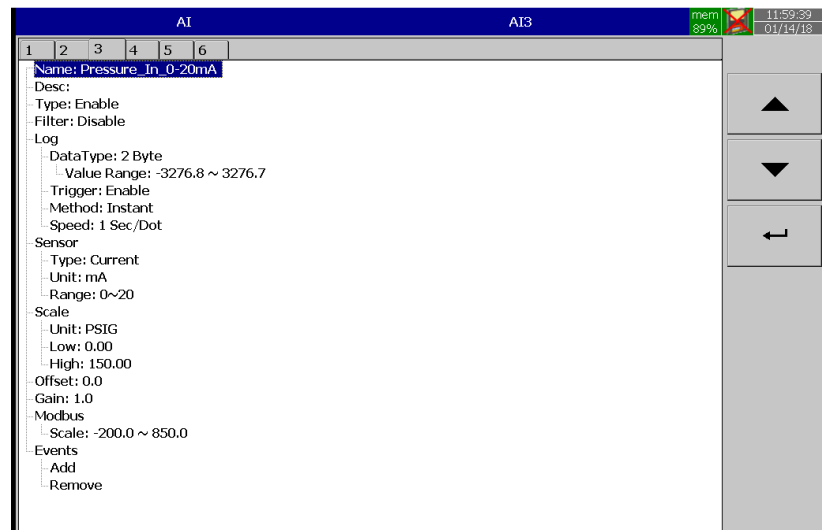 AI AI3 mem 11:59:39
89% 01/14/18
1 2 3 4 5 6
Name: Pressure_In_0-20mA
Desc:
Type: Enable
Filter: Disable
Log
DataType: 2 Byte
Value Range: -3276.8 ~ 3276.7
Trigger: Enable
Method: Instant
Speed: 1 Sec/Dot
Sensor
Type: Current
Unit: mA
Range: 0~20
Scale
Unit: PSIG
Low: 0.00
High: 150.00
Offset: 0.0
Gain: 1.0
Modbus
Scale: -200.0 ~ 850.0
Events
Add
Remove